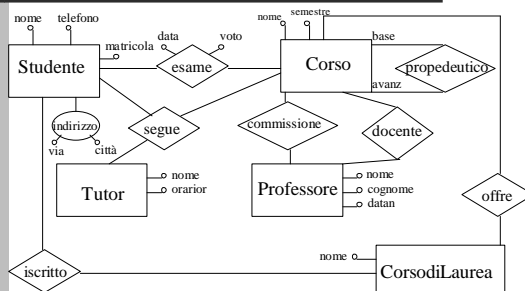 nome telefono
matricola
Studente
data voto
esame
nome semestre
Corso
base
avanz
propedeutico
indirizzo
via città
segue
commissione
docente
Tutor
nome
orarior
Professore
nome
cognome
datan
offre
iscritto
nome
CorsodiLaurea